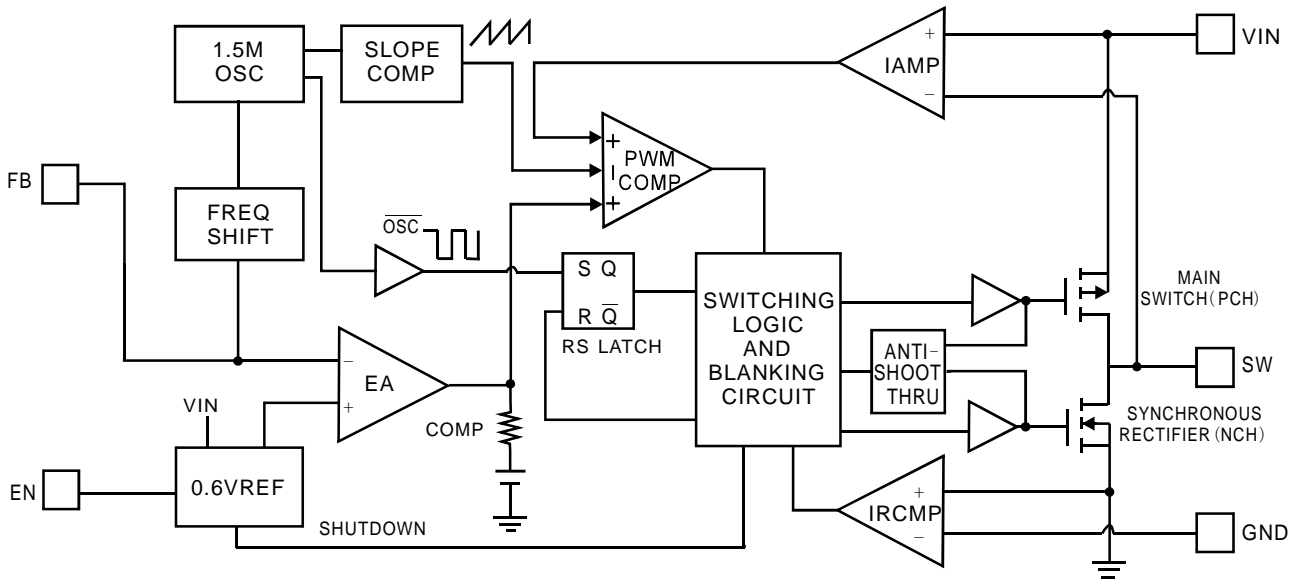 1.5M
OSC
SLOPE
COMP
+
IAMP
−
VIN
FB
FREQ
SHIFT
+
−
+
PWM
COMP
OSC
S Q
R Q
RS LATCH
SWITCHING
LOGIC
AND
BLANKING
CIRCUIT
ANTI-
SHOOT
THRU
MAIN
SWITCH(PCH)
SW
SYNCHRONOUS
RECTIFIER(NCH)
−
EA
+
COMP
VIN
EN
0.6VREF
SHUTDOWN
+
IRCMP
−
GND